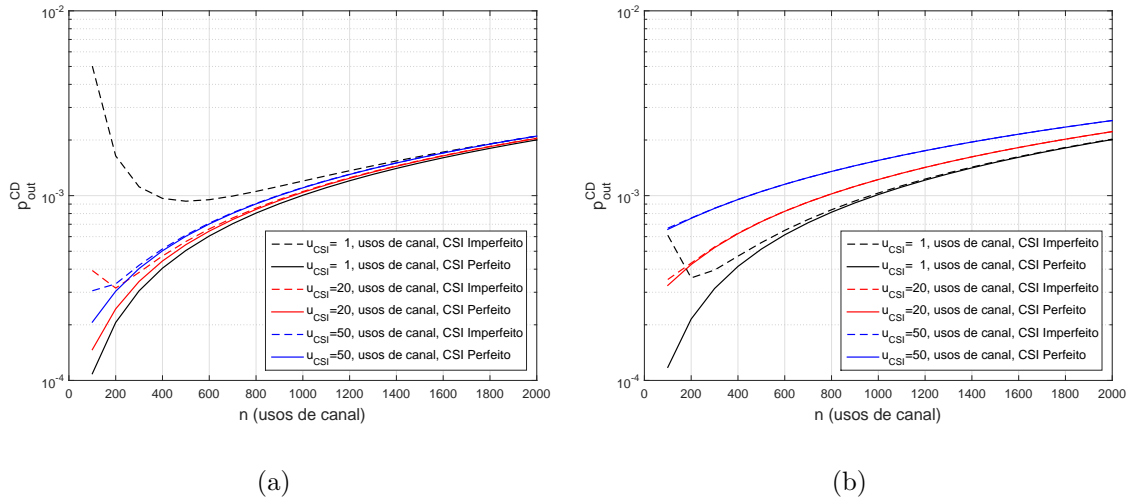 10^-2
10^-3
10^-4
p_out^CD
0 200 400 600 800 1000 1200 1400 1600 1800 2000
n (usos de canal)
u_CSI= 1, usos de canal, CSI Imperfeito
u_CSI= 1, usos de canal, CSI Perfeito
u_CSI=20, usos de canal, CSI Imperfeito
u_CSI=20, usos de canal, CSI Perfeito
u_CSI=50, usos de canal, CSI Imperfeito
u_CSI=50, usos de canal, CSI Perfeito
(a)
10^-2
10^-3
10^-4
p_out^CD
0 200 400 600 800 1000 1200 1400 1600 1800 2000
n (usos de canal)
u_CSI= 1, usos de canal, CSI Imperfeito
u_CSI= 1, usos de canal, CSI Perfeito
u_CSI=20, usos de canal, CSI Imperfeito
u_CSI=20, usos de canal, CSI Perfeito
u_CSI=50, usos de canal, CSI Imperfeito
u_CSI=50, usos de canal, CSI Perfeito
(b)